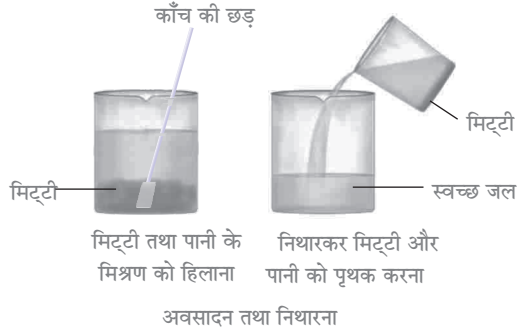 काँच की छड़
मिट्टी
मिट्टी
स्वच्छ जल
मिट्टी तथा पानी के
मिश्रण को हिलाना
निथारकर मिट्टी और
पानी को पृथक करना
अवसादन तथा निथारना